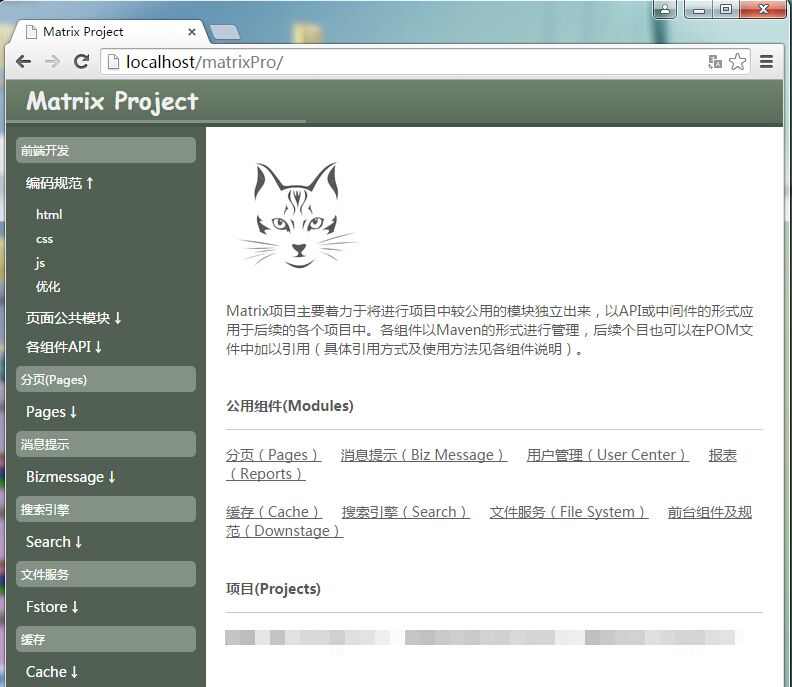 Matrix Project
localhost/matrixPro/
Matrix Project
前端开发
编码规范↑
html
css
js
优化
页面公共模块↓
各组件API↓
分页(Pages)
Pages↓
消息提示
Bizmessage↓
搜索引擎
Search↓
文件服务
Fstore↓
缓存
Cache↓
Matrix项目主要着力于将进行项目中较公用的模块独立出来，以API或中间件的形式应
用于后续的各个项目中。各组件以Maven的形式进行管理，后续个目也可以在POM文
件中加以引用（具体引用方式及使用方法见各组件说明）。
公用组件(Modules)
分页（Pages） 消息提示（Biz Message） 用户管理（User Center） 报表
（Reports）
缓存（Cache） 搜索引擎（Search） 文件服务（File System） 前台组件及规
范（Downstage）
项目(Projects)